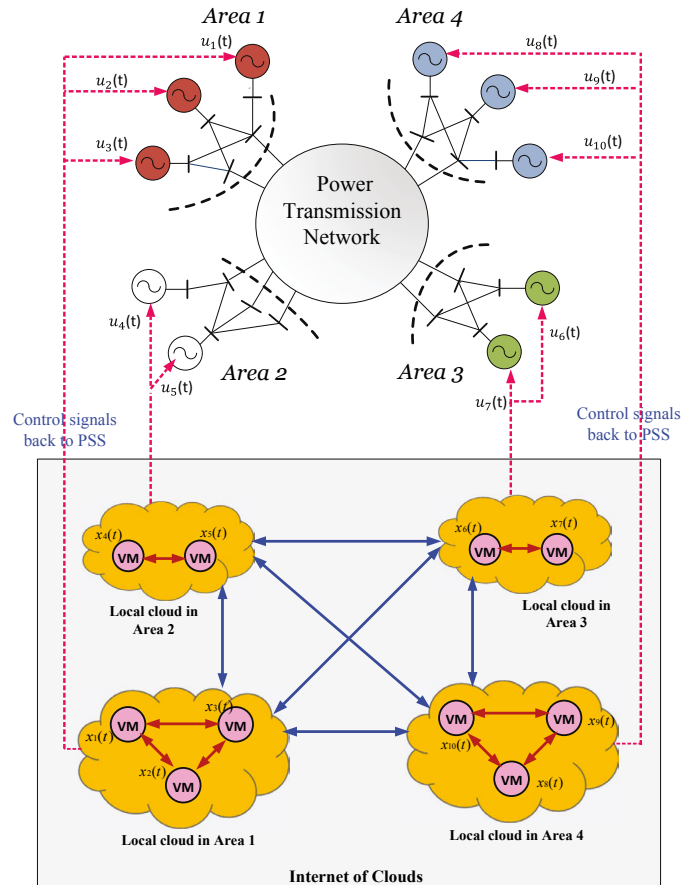 Area 1
Area 4
u1(t)
u8(t)
u2(t)
u9(t)
u3(t)
u10(t)
Power
Transmission
Network
u4(t)
u6(t)
u5(t)
Area 2
Area 3
u7(t)
Control signals
back to PSS
Control signals
back to PSS
x4(t)
x5(t)
VM
VM
x6(t)
x7(t)
VM
VM
Local cloud in
Area 2
Local cloud in
Area 3
x1(t)
x3(t)
VM
VM
x2(t)
VM
x10(t)
x9(t)
VM
VM
x8(t)
VM
Local cloud in Area 1
Local cloud in Area 4
Internet of Clouds